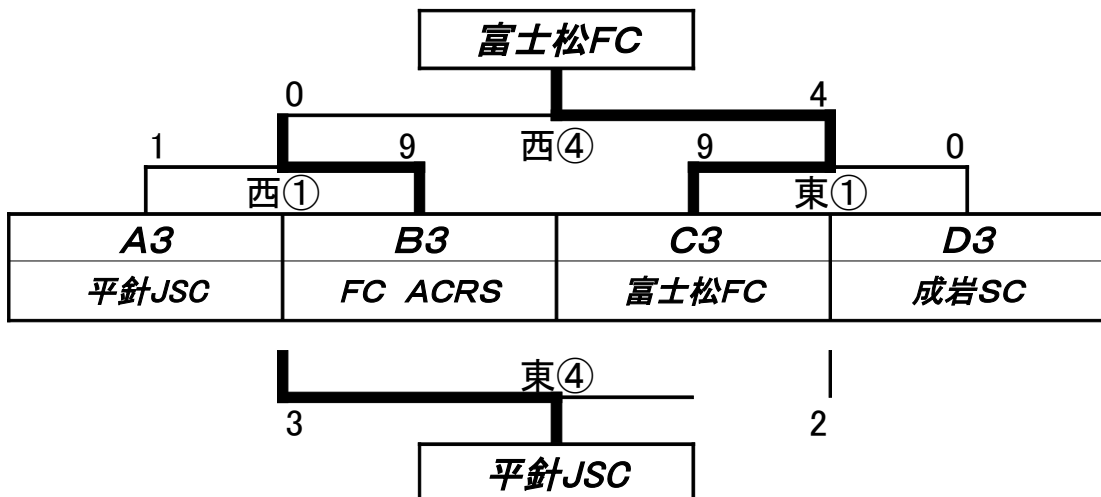 富士松FC
0 4
1 9 西④ 9 0
西① 東①
A3 B3 C3 D3
平針JSC FC ACRS 富士松FC 成岩SC
東④
3 2
平針JSC